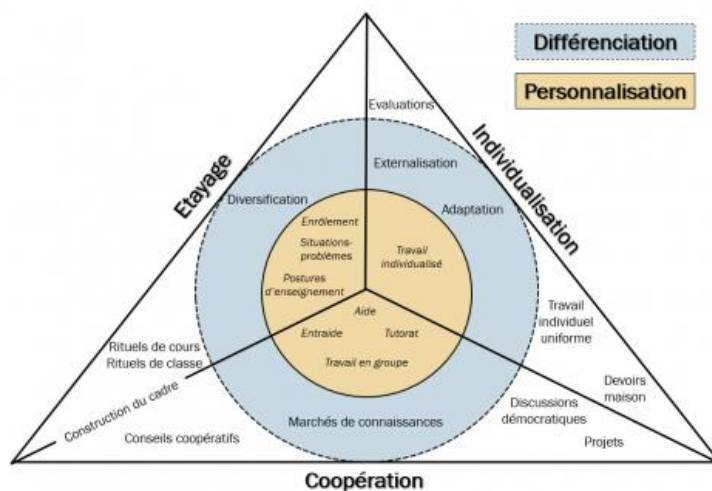 Différenciation
Personnalisation
Evaluations
Etayage
Individualisation
Externalisation
Diversification
Adaptation
Enrôlement
Situations-
problèmes
Travail
individualisé
Postures
d'enseignement
Aide
Entraide
Tutorat
Travail en groupe
Travail
individuel
uniforme
Rituels de cours
Rituels de classe
Construction du cadre
Devoirs
maison
Discussions
démocratiques
Marchés de connaissances
Conseils coopératifs
Projets
Coopération